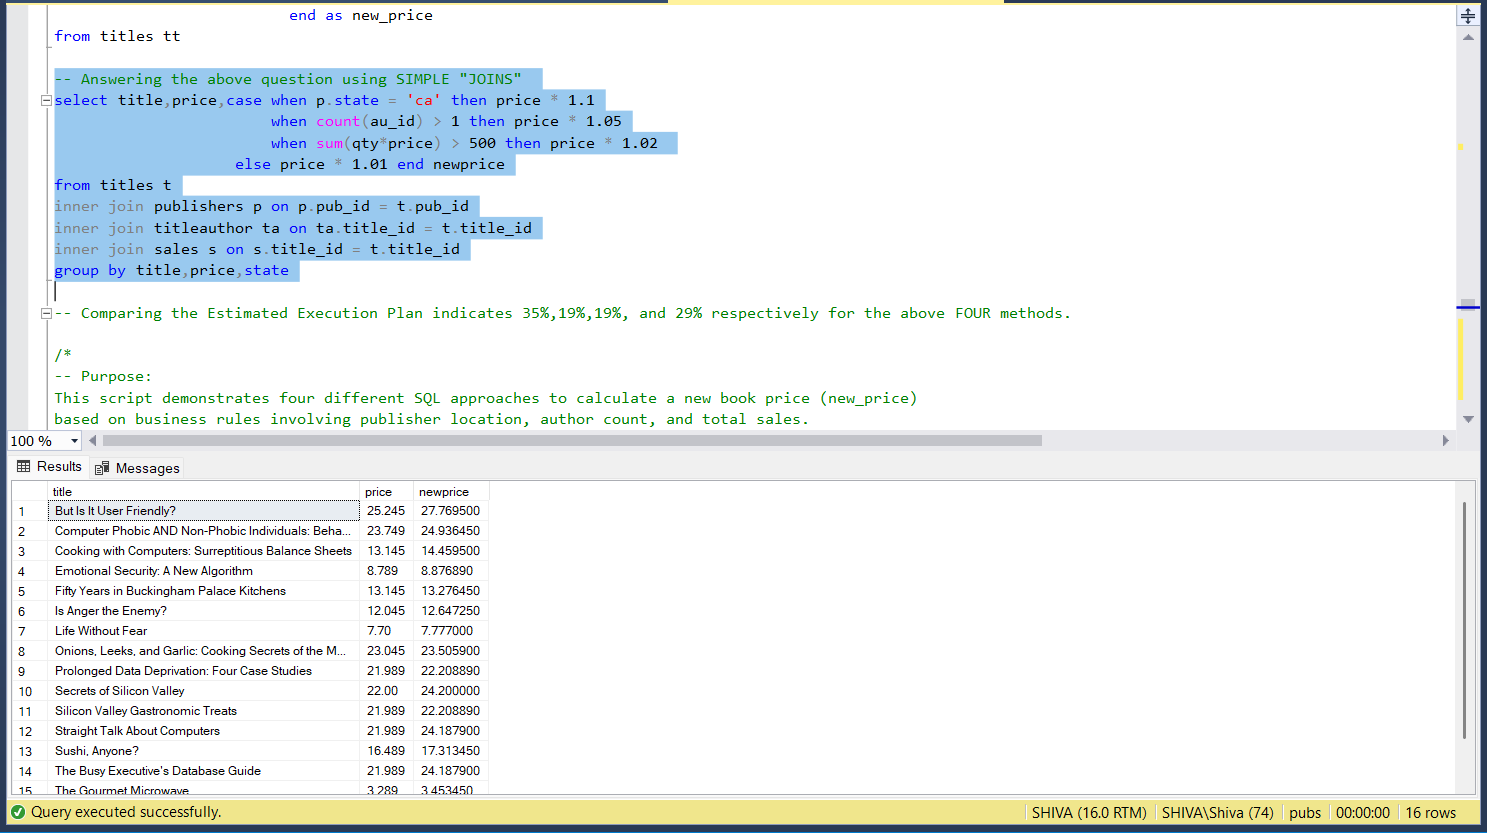 end as new_price
from titles tt
-- Answering the above question using SIMPLE "JOINS"
select title,price,case when p.state = 'ca' then price * 1.1
when count(au_id) > 1 then price * 1.05
when sum(qty*price) > 500 then price * 1.02
else price * 1.01 end newprice
from titles t
inner join publishers p on p.pub_id = t.pub_id
inner join titleauthor ta on ta.title_id = t.title_id
inner join sales s on s.title_id = t.title_id
group by title,price,state
-- Comparing the Estimated Execution Plan indicates 35%,19%,19%, and 29% respectively for the above FOUR methods.
/*
-- Purpose:
This script demonstrates four different SQL approaches to calculate a new book price (new_price)
based on business rules involving publisher location, author count, and total sales.
100 %
Results Messages
title price newprice
1 But Is It User Friendly? 25.245 27.769500
2 Computer Phobic AND Non-Phobic Individuals: Beha... 23.749 24.936450
3 Cooking with Computers: Surreptitious Balance Sheets 13.145 14.459500
4 Emotional Security: A New Algorithm 8.789 8.876890
5 Fifty Years in Buckingham Palace Kitchens 13.145 13.276450
6 Is Anger the Enemy? 12.045 12.647250
7 Life Without Fear 7.70 7.777000
8 Onions, Leeks, and Garlic: Cooking Secrets of the M... 23.045 23.505900
9 Prolonged Data Deprivation: Four Case Studies 21.989 22.208890
10 Secrets of Silicon Valley 22.00 24.200000
11 Silicon Valley Gastronomic Treats 21.989 22.208890
12 Straight Talk About Computers 21.989 24.187900
13 Sushi, Anyone? 16.489 17.313450
14 The Busy Executive's Database Guide 21.989 24.187900
15 The Gourmet Microwave 3.289 3.453450
Query executed successfully. SHIVA (16.0 RTM) SHIVA\Shiva (74) pubs 00:00:00 16 rows